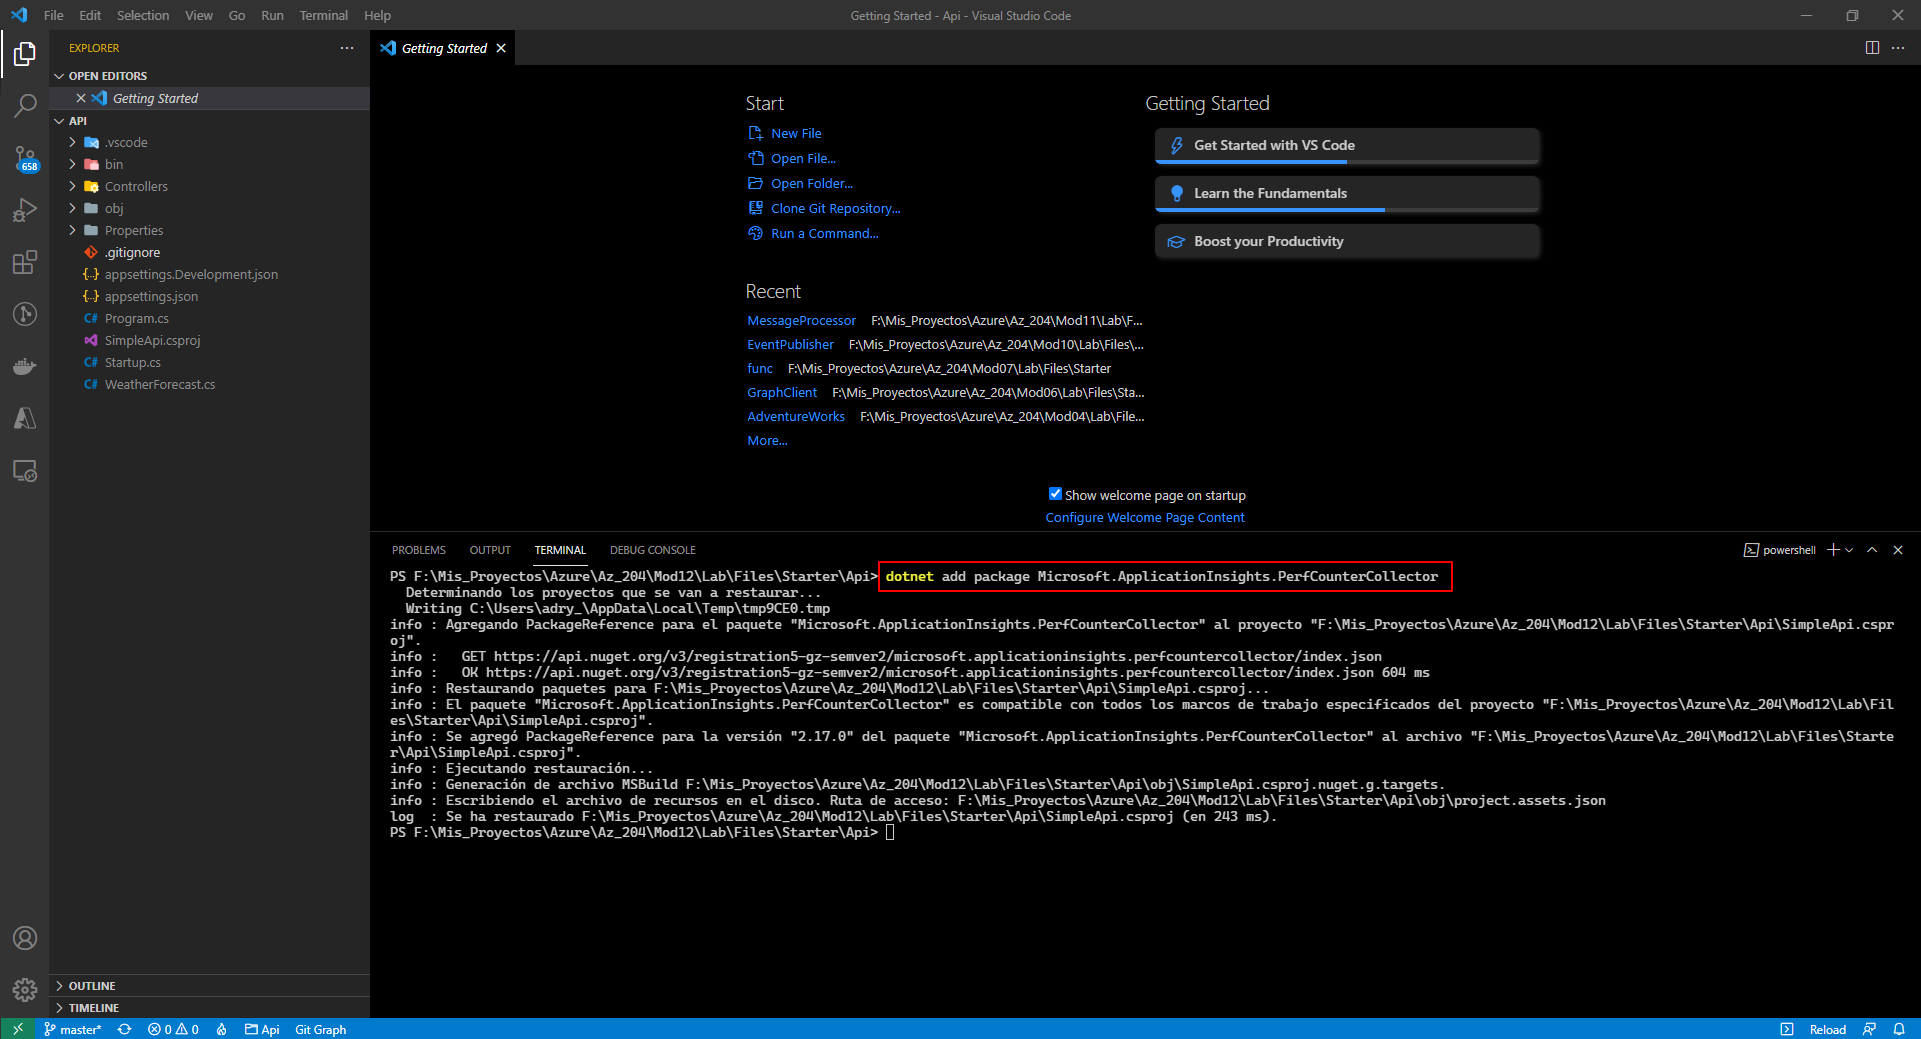 File Edit Selection View Go Run Terminal Help
Getting Started - Api - Visual Studio Code
EXPLORER
OPEN EDITORS
Getting Started
API
.vscode
bin
Controllers
obj
Properties
.gitignore
appsettings.Development.json
appsettings.json
Program.cs
SimpleApi.csproj
Startup.cs
WeatherForecast.cs
658
OUTLINE
TIMELINE
Getting Started
Start
New File
Open File...
Open Folder...
Clone Git Repository...
Run a Command...
Recent
MessageProcessor F:\Mis_Proyectos\Azure\Az_204\Mod11\Lab\F...
EventPublisher F:\Mis_Proyectos\Azure\Az_204\Mod10\Lab\Files\...
func F:\Mis_Proyectos\Azure\Az_204\Mod07\Lab\Files\Starter
GraphClient F:\Mis_Proyectos\Azure\Az_204\Mod06\Lab\Files\Sta...
AdventureWorks F:\Mis_Proyectos\Azure\Az_204\Mod04\Lab\File...
More...
Getting Started
Get Started with VS Code
Learn the Fundamentals
Boost your Productivity
Show welcome page on startup
Configure Welcome Page Content
PROBLEMS OUTPUT TERMINAL DEBUG CONSOLE
powershell
PS F:\Mis_Proyectos\Azure\Az_204\Mod12\Lab\Files\Starter\Api> dotnet add package Microsoft.ApplicationInsights.PerfCounterCollector
Determinando los proyectos que se van a restaurar...
Writing C:\Users\adry_\AppData\Local\Temp\tmp9CE0.tmp
info : Agregando PackageReference para el paquete "Microsoft.ApplicationInsights.PerfCounterCollector" al proyecto "F:\Mis_Proyectos\Azure\Az_204\Mod12\Lab\Files\Starter\Api\SimpleApi.cspr
oj".
info :   GET https://api.nuget.org/v3/registration5-gz-semver2/microsoft.applicationinsights.perfcountercollector/index.json
info :   OK https://api.nuget.org/v3/registration5-gz-semver2/microsoft.applicationinsights.perfcountercollector/index.json 604 ms
info : Restaurando paquetes para F:\Mis_Proyectos\Azure\Az_204\Mod12\Lab\Files\Starter\Api\SimpleApi.csproj...
info : El paquete "Microsoft.ApplicationInsights.PerfCounterCollector" es compatible con todos los marcos de trabajo especificados del proyecto "F:\Mis_Proyectos\Azure\Az_204\Mod12\Lab\Fil
es\Starter\Api\SimpleApi.csproj".
info : Se agregó PackageReference para la versión "2.17.0" del paquete "Microsoft.ApplicationInsights.PerfCounterCollector" al archivo "F:\Mis_Proyectos\Azure\Az_204\Mod12\Lab\Files\Starte
r\Api\SimpleApi.csproj".
info : Ejecutando restauración...
info : Generación de archivo MSBuild F:\Mis_Proyectos\Azure\Az_204\Mod12\Lab\Files\Starter\Api\obj\SimpleApi.csproj.nuget.g.targets.
info : Escribiendo el archivo de recursos en el disco. Ruta de acceso: F:\Mis_Proyectos\Azure\Az_204\Mod12\Lab\Files\Starter\Api\obj\project.assets.json
log  : Se ha restaurado F:\Mis_Proyectos\Azure\Az_204\Mod12\Lab\Files\Starter\Api\SimpleApi.csproj (en 243 ms).
PS F:\Mis_Proyectos\Azure\Az_204\Mod12\Lab\Files\Starter\Api>
master* 0 0 Api Git Graph
Reload